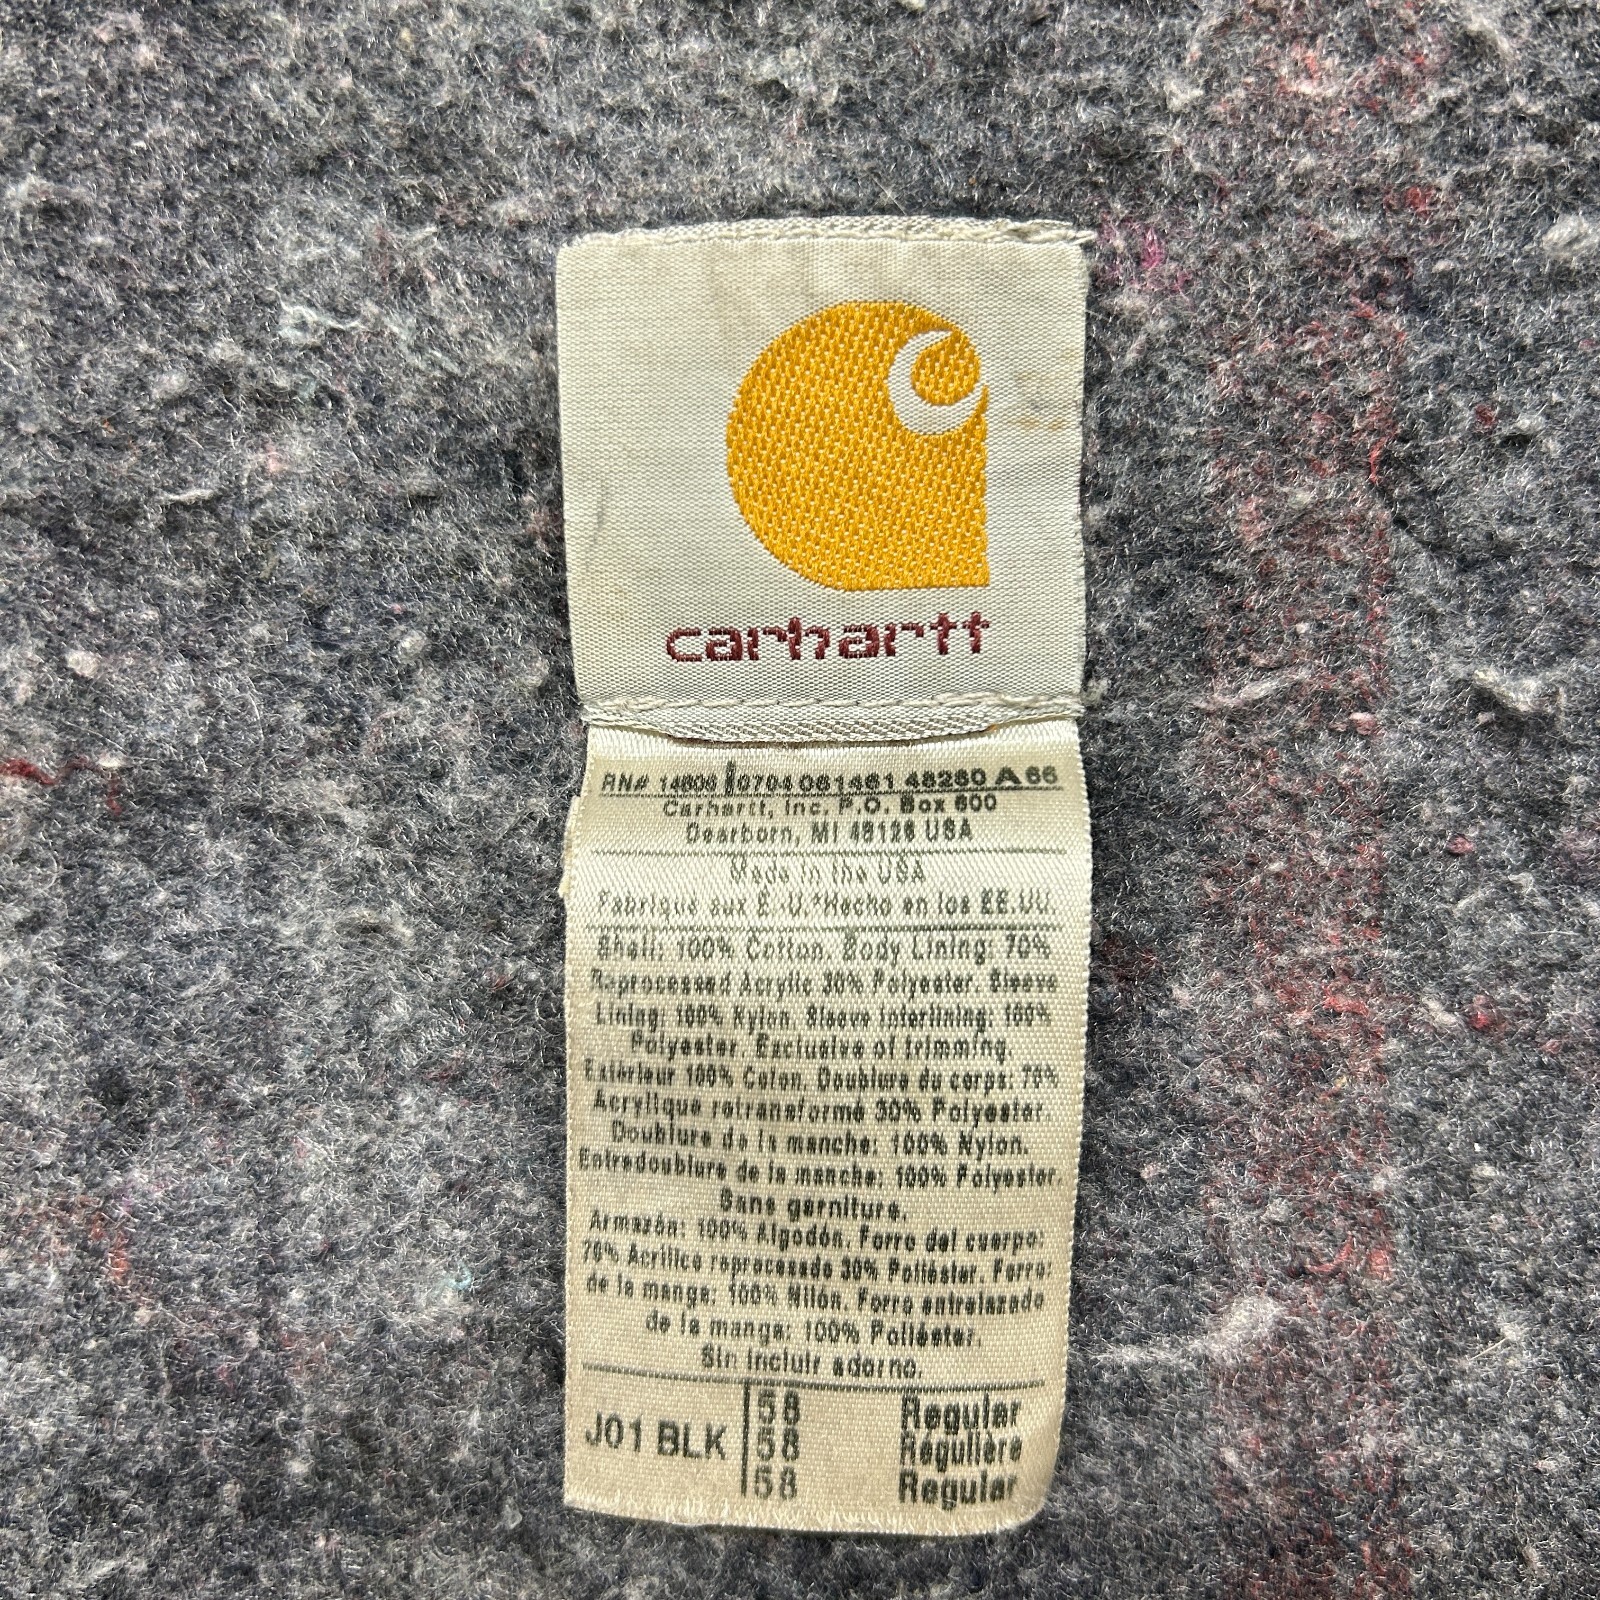 carhartt
RN# 14806 0704 061461 48280 A 66
Carhartt, Inc. P.O. Box 600
Dearborn, MI 48126 USA
Made in the USA
Fabriqué aux É.-U.*Hecho en los EE.UU.
Shell: 100% Cotton. Body Lining: 70%
Reprocessed Acrylic 30% Polyester. Sleeve
Lining: 100% Nylon. Sleeve Interlining: 100%
Polyester. Exclusive of trimming.
Extérieur 100% Coton. Doublure du corps: 70%
Acrylique retransformé 30% Polyester
Doublure de la manche: 100% Nylon.
Entredoublure de la manche: 100% Polyester.
Sans garniture.
Armazón: 100% Algodón. Forro del cuerpo:
70% Acrílico reprocesado 30% Poliéster. Forro:
de la manga: 100% Nilón. Forro entrelazado
de la manga: 100% Poliéster.
Sin incluir adorno.
J01 BLK
58 Regular
58 Regulière
58 Regular